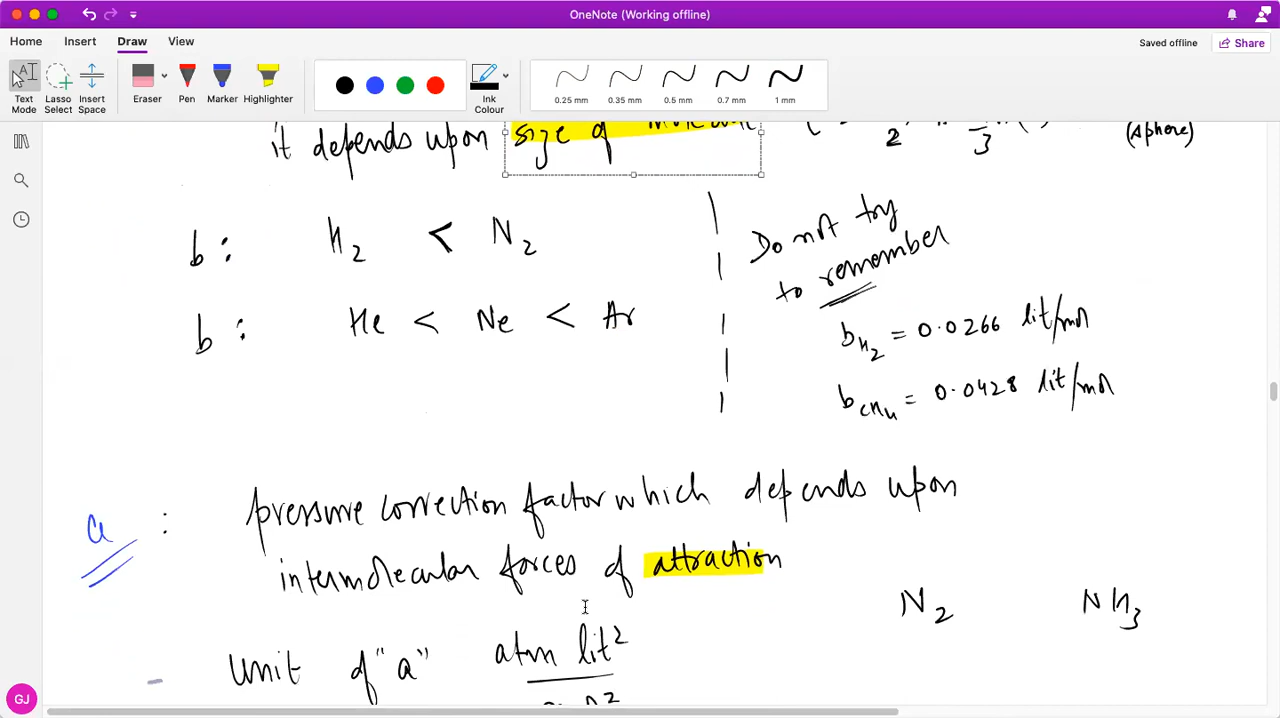 OneNote (Working offline)
Home Insert Draw View
Saved offline
Share
Text Mode
Lasso Select
Insert Space
Eraser
Pen
Marker
Highlighter
Ink Colour
0.25 mm 0.35 mm 0.5 mm 0.7 mm 1 mm
it depends upon size of
2 3 (Sphere)
b: H2 < N2
b: He < Ne < Ar
Do not try
to remember
bH2 = 0.0266 lit/mol
bCH4 = 0.0428 lit/mol
a : pressure correction factor which depends upon
intermolecular forces of attraction
N2 NH3
Unit of "a" atm lit2
GJ